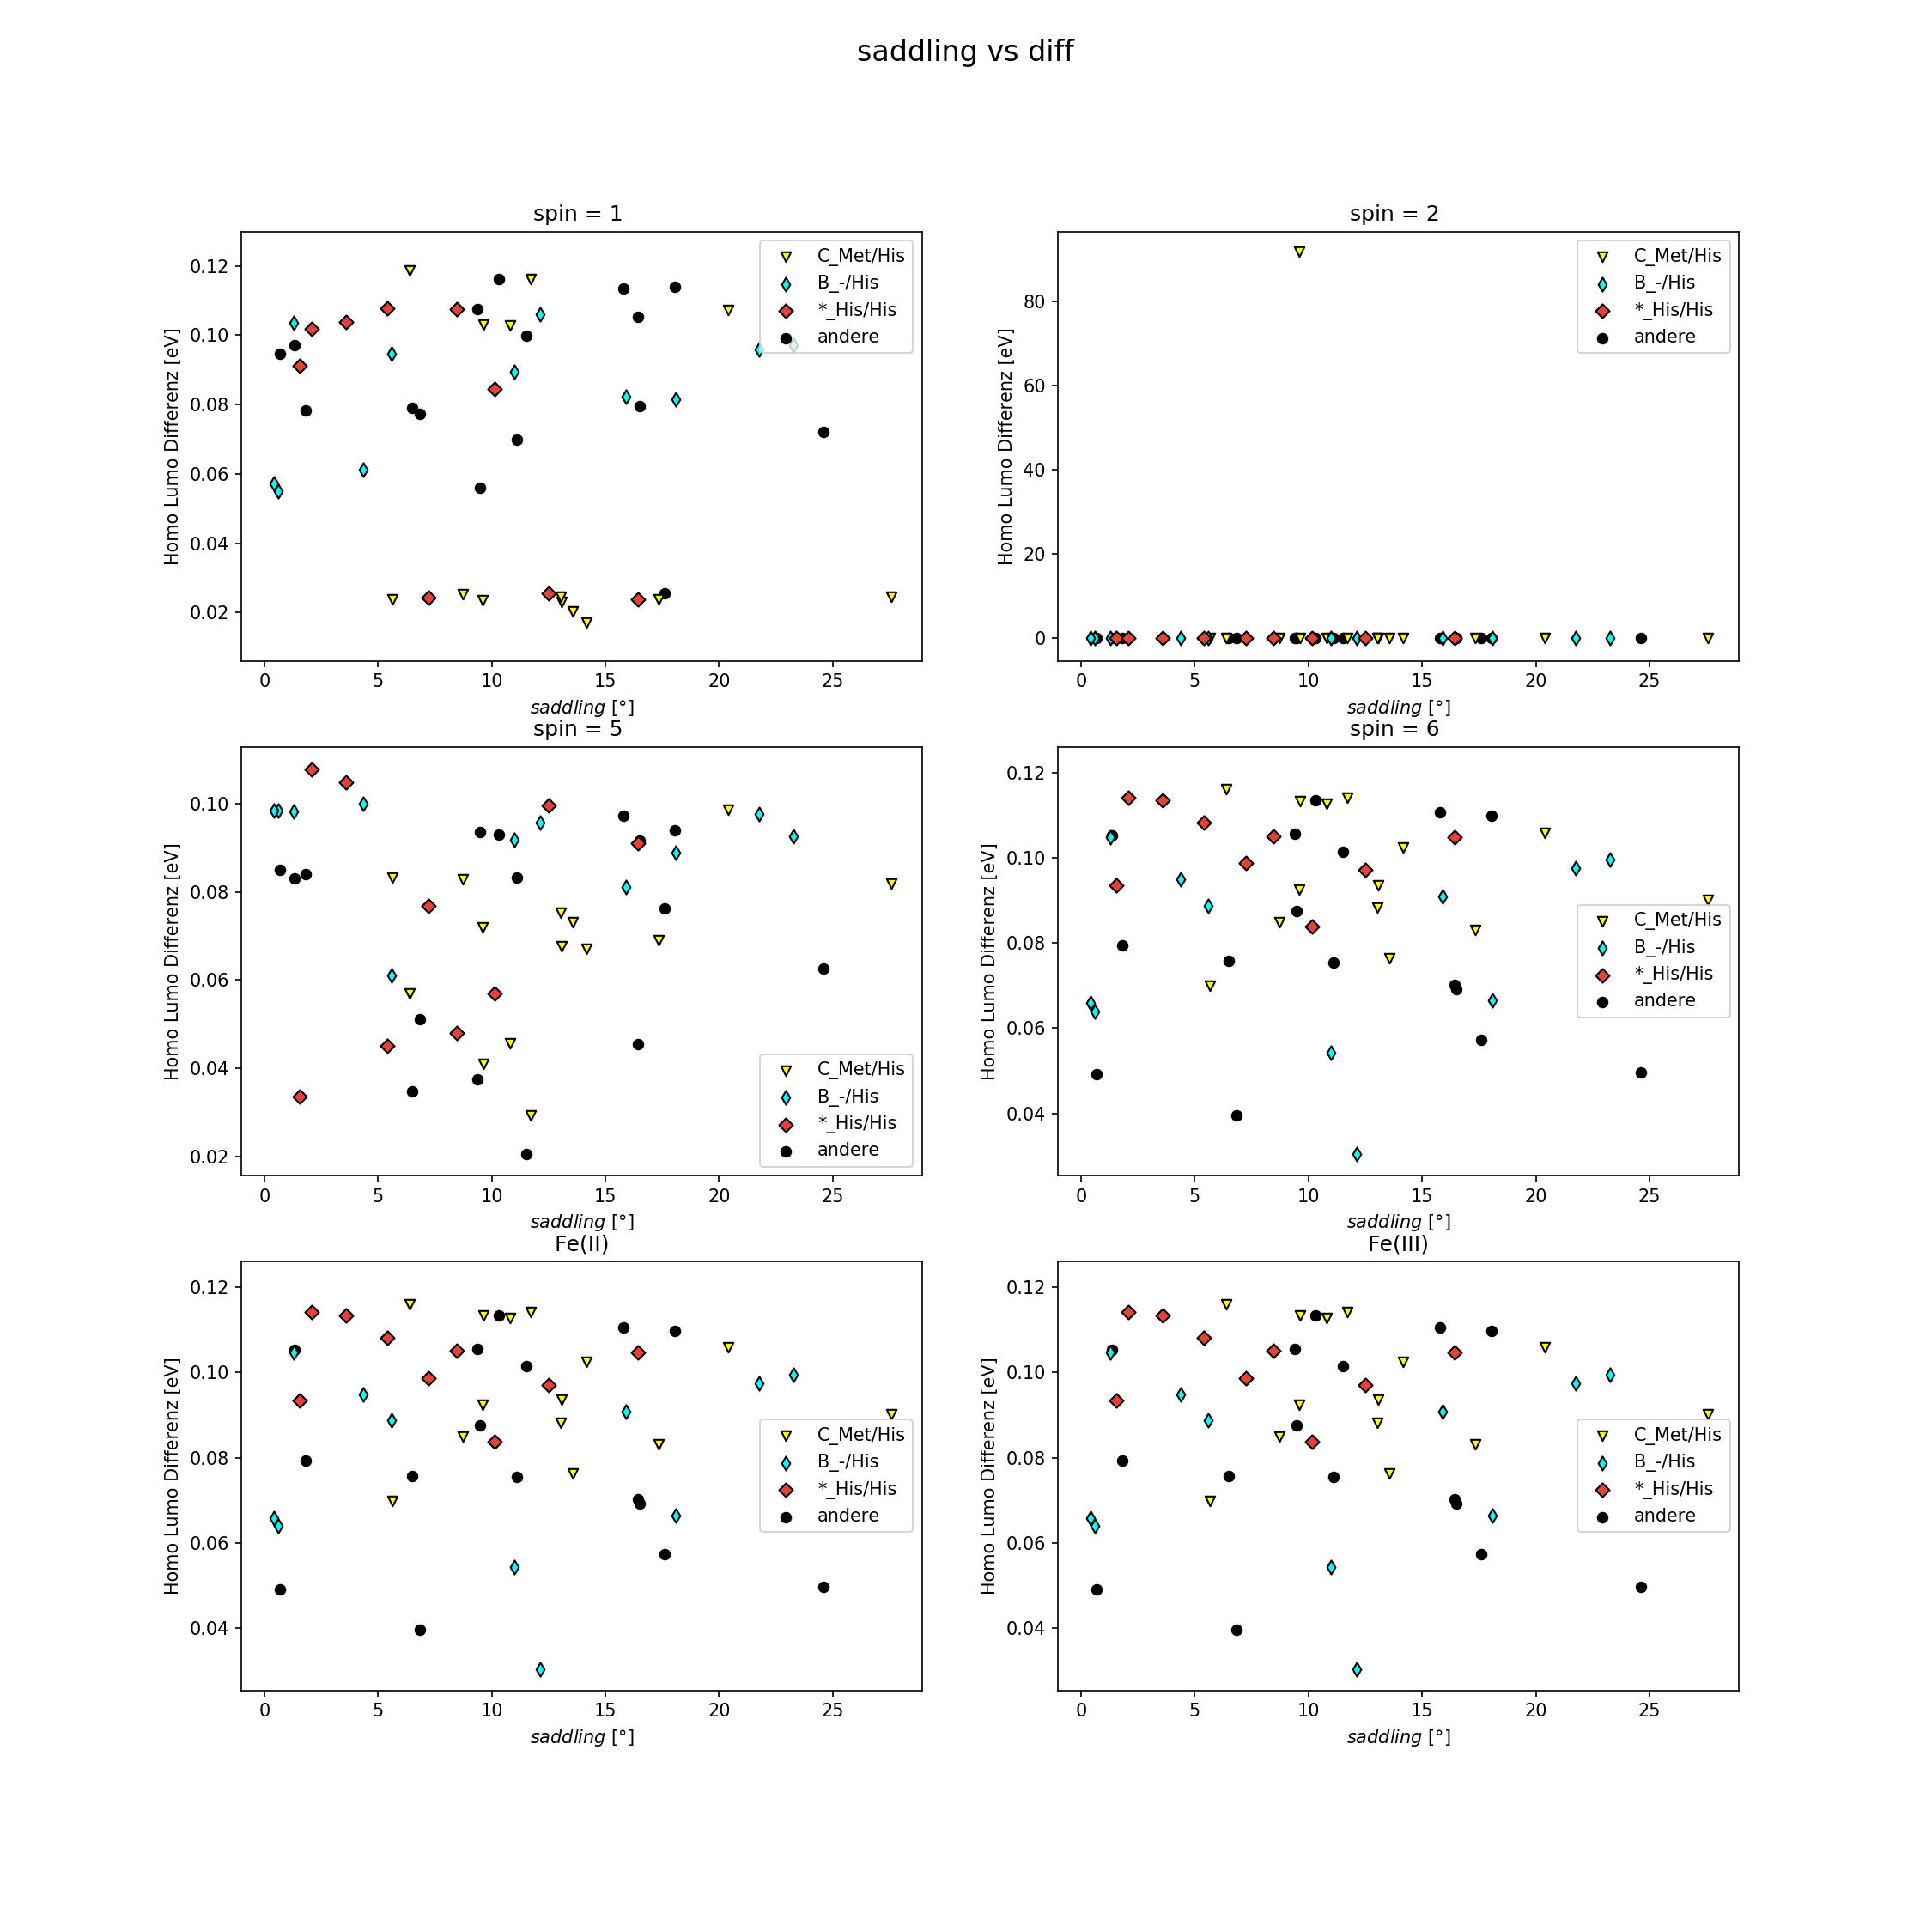 saddling vs diff
spin = 1
Homo Lumo Differenz [eV]
0.12
0.10
0.08
0.06
0.04
0.02
C_Met/His
B_-/His
*_His/His
andere
0 5 10 15 20 25
saddling [°]
spin = 2
Homo Lumo Differenz [eV]
80
60
40
20
0
C_Met/His
B_-/His
*_His/His
andere
0 5 10 15 20 25
saddling [°]
spin = 5
Homo Lumo Differenz [eV]
0.10
0.08
0.06
0.04
0.02
C_Met/His
B_-/His
*_His/His
andere
0 5 10 15 20 25
saddling [°]
spin = 6
Homo Lumo Differenz [eV]
0.12
0.10
0.08
0.06
0.04
C_Met/His
B_-/His
*_His/His
andere
0 5 10 15 20 25
saddling [°]
Fe(II)
Homo Lumo Differenz [eV]
0.12
0.10
0.08
0.06
0.04
C_Met/His
B_-/His
*_His/His
andere
0 5 10 15 20 25
saddling [°]
Fe(III)
Homo Lumo Differenz [eV]
0.12
0.10
0.08
0.06
0.04
C_Met/His
B_-/His
*_His/His
andere
0 5 10 15 20 25
saddling [°]